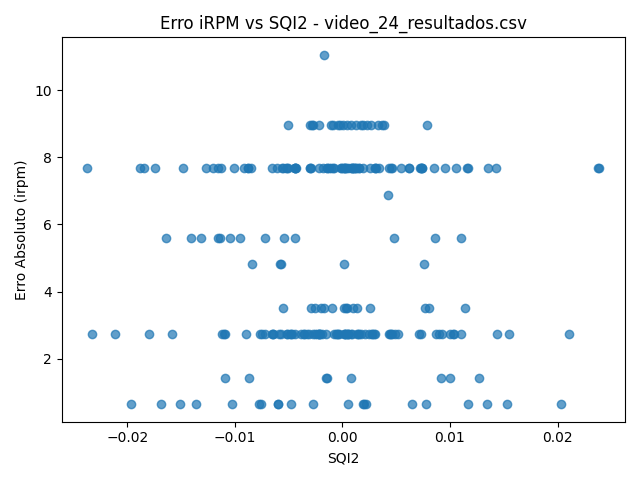 Erro iRPM vs SQI2 - video_24_resultados.csv
Erro Absoluto (irpm)
10
8
6
4
2
−0.02 −0.01 0.00 0.01 0.02
SQI2